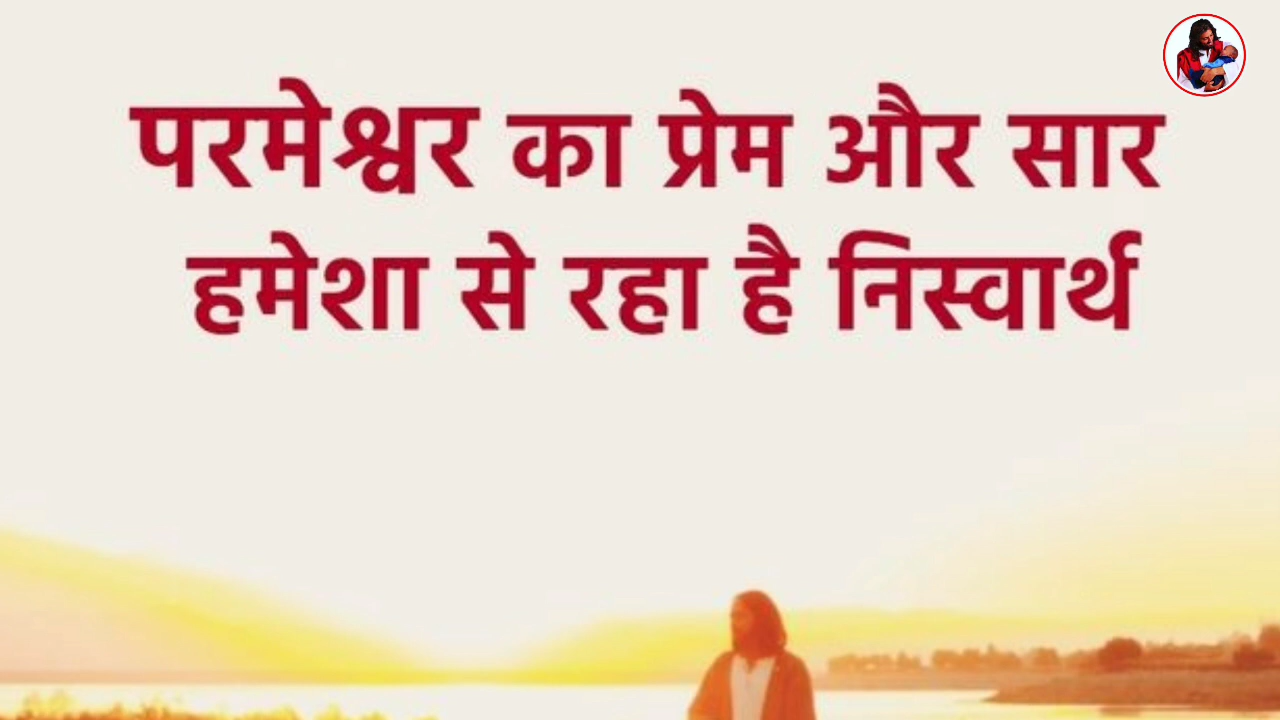 परमेश्वर का प्रेम और सार
हमेशा से रहा है निस्वार्थ